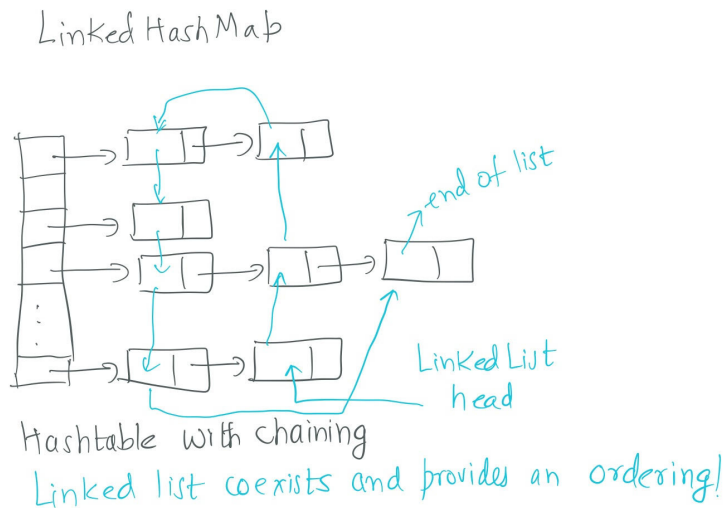 Linked HashMap
end of list
Linked List
head
Hashtable with chaining
Linked list coexists and provides an ordering!